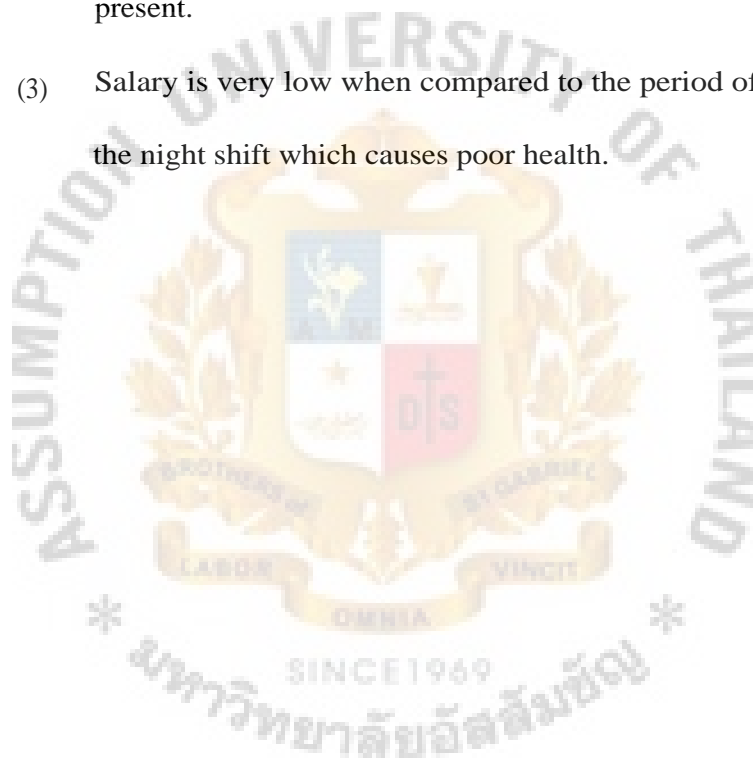 present.
(3) Salary is very low when compared to the period of
the night shift which causes poor health.
ASSUMPTION UNIVERSITY OF THAILAND
A M
D S
BROTHERS of ST GABRIEL
LABOR OMNIA VINCIT
SINCE 1969
* มหาวิทยาลัยอัสสัมชัญ *